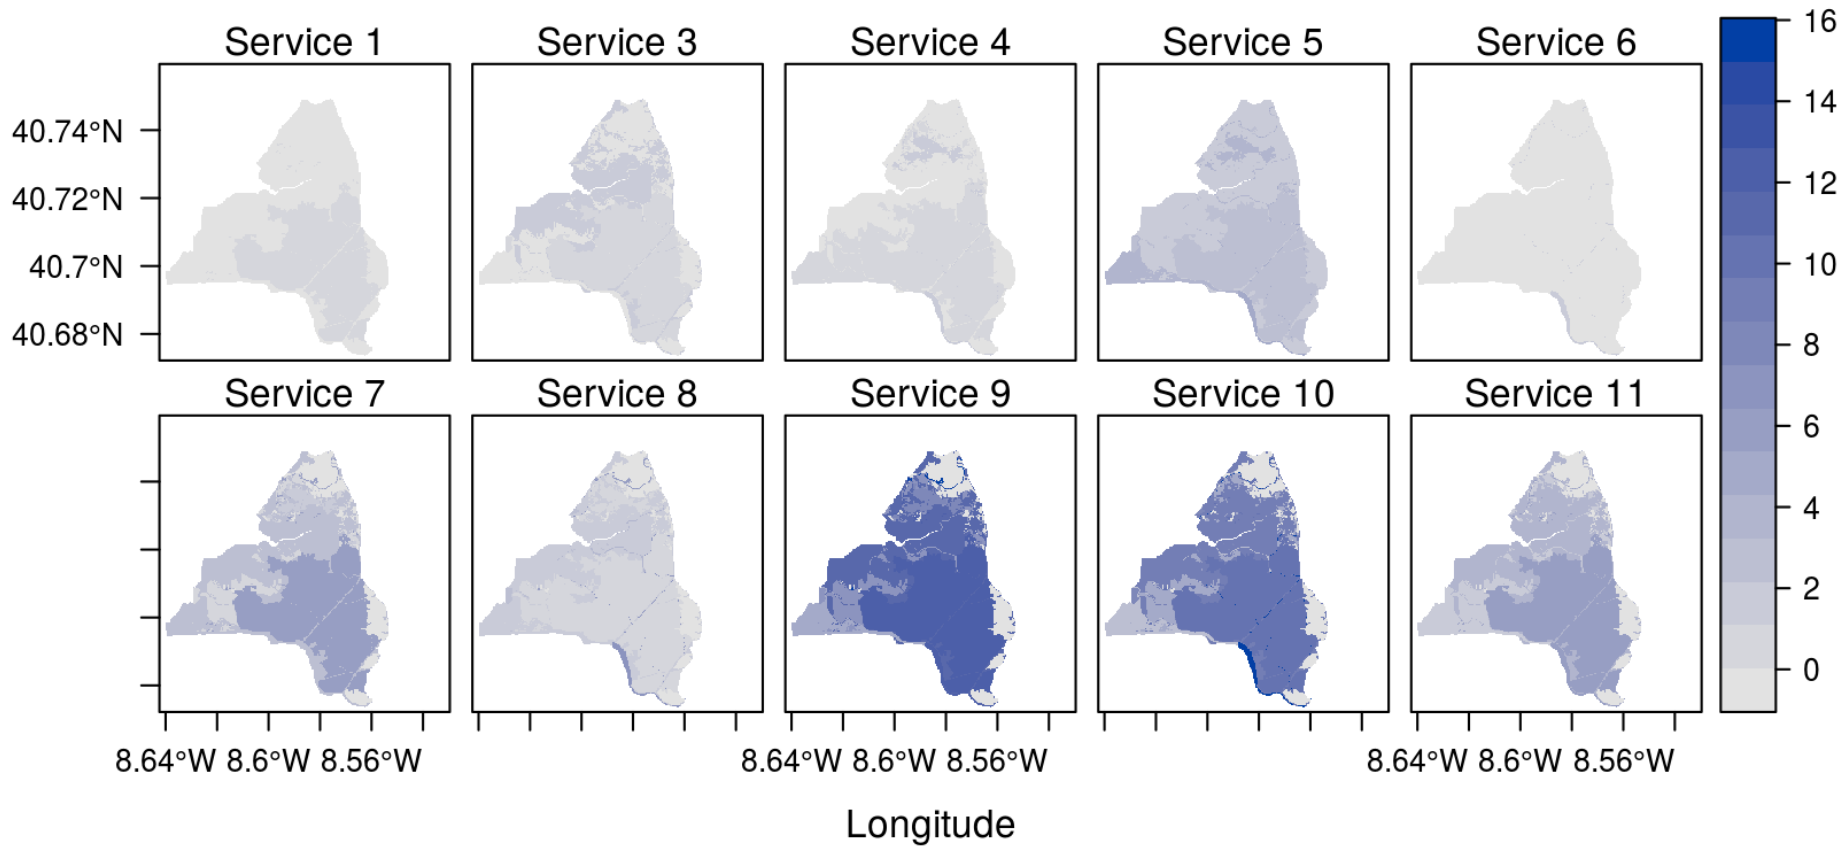 Service 1 Service 3 Service 4 Service 5 Service 6
16
14
12
10
8
6
4
2
0
40.74°N
40.72°N
40.7°N
40.68°N
Service 7 Service 8 Service 9 Service 10 Service 11
8.64°W 8.6°W 8.56°W 8.64°W 8.6°W 8.56°W 8.64°W 8.6°W 8.56°W
Longitude